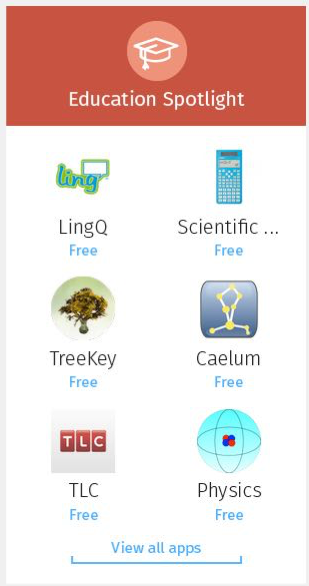 Education Spotlight
lingQ
LingQ
Scientific ...
Free
Free
TreeKey
Caelum
Free
Free
TLC
TLC
Physics
Free
Free
View all apps